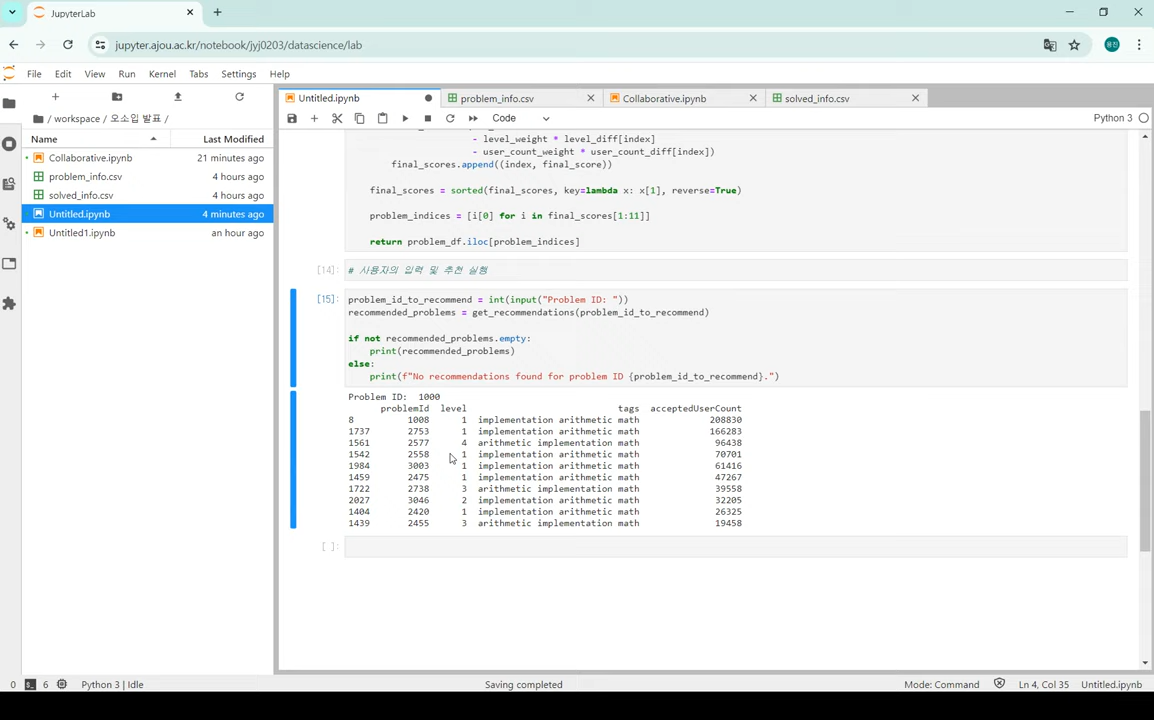 JupyterLab
jupyter.ajou.ac.kr/notebook/jyj0203/datascience/lab
용진
File Edit View Run Kernel Tabs Settings Help
/ workspace / 오소입 발표 /
Name Last Modified
Collaborative.ipynb 21 minutes ago
problem_info.csv 4 hours ago
solved_info.csv 4 hours ago
Untitled.ipynb 4 minutes ago
Untitled1.ipynb an hour ago
Untitled.ipynb problem_info.csv Collaborative.ipynb solved_info.csv
Code Python 3
- level_weight * level_diff[index]
- user_count_weight * user_count_diff[index])
final_scores.append((index, final_score))
final_scores = sorted(final_scores, key=lambda x: x[1], reverse=True)
problem_indices = [i[0] for i in final_scores[1:11]]
return problem_df.iloc[problem_indices]
[14]: # 사용자의 입력 및 추천 실행
[15]: problem_id_to_recommend = int(input("Problem ID: "))
recommended_problems = get_recommendations(problem_id_to_recommend)
if not recommended_problems.empty:
print(recommended_problems)
else:
print(f"No recommendations found for problem ID {problem_id_to_recommend}.")
Problem ID: 1000
problemId level tags acceptedUserCount
8 1008 1 implementation arithmetic math 208830
1737 2753 1 implementation arithmetic math 166283
1561 2577 4 arithmetic implementation math 96438
1542 2558 1 implementation arithmetic math 70701
1984 3003 1 implementation arithmetic math 61416
1459 2475 1 implementation arithmetic math 47267
1722 2738 3 arithmetic implementation math 39558
2027 3046 2 implementation arithmetic math 32205
1404 2420 1 implementation arithmetic math 26325
1439 2455 3 arithmetic implementation math 19458
[ ]:
0 6 Python 3 | Idle Saving completed Mode: Command Ln 4, Col 35 Untitled.ipynb